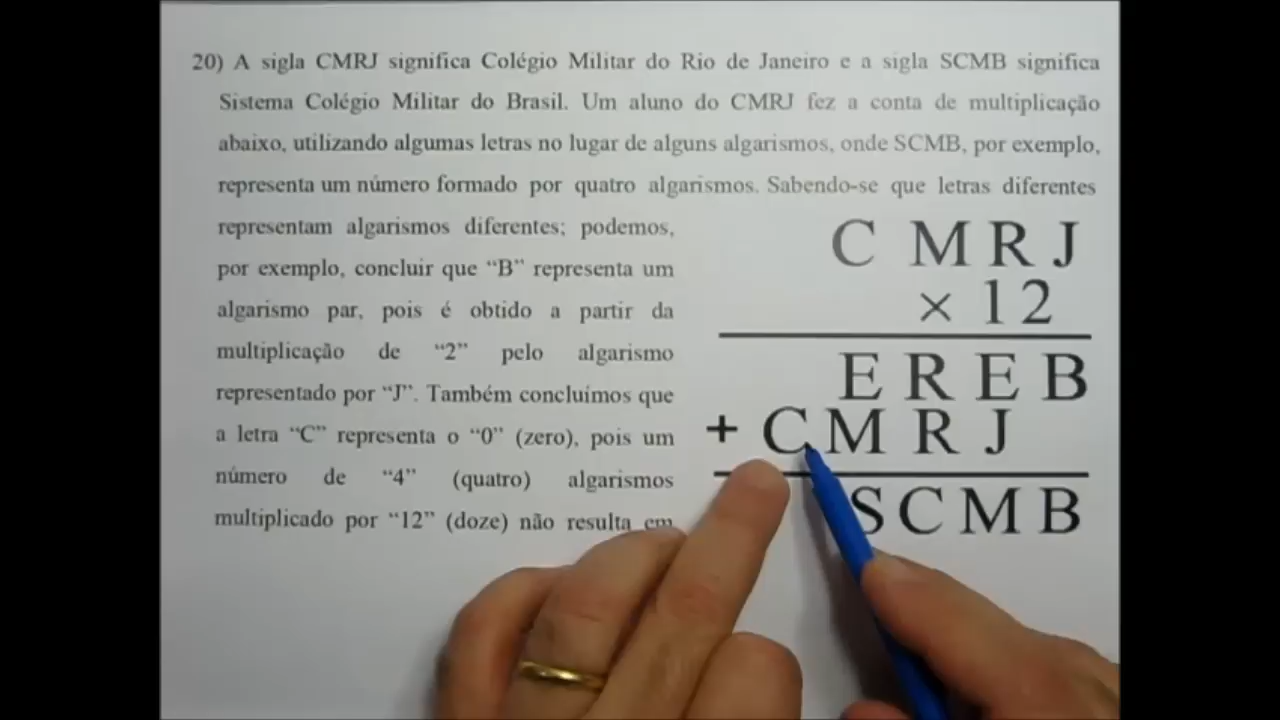 20) A sigla CMRJ significa Colégio Militar do Rio de Janeiro e a sigla SCMB significa
Sistema Colégio Militar do Brasil. Um aluno do CMRJ fez a conta de multiplicação
abaixo, utilizando algumas letras no lugar de alguns algarismos, onde SCMB, por exemplo,
representa um número formado por quatro algarismos. Sabendo-se que letras diferentes
representam algarismos diferentes; podemos,
por exemplo, concluir que “B” representa um
algarismo par, pois é obtido a partir da
multiplicação de “2” pelo algarismo
representado por “J”. Também concluímos que
a letra “C” representa o “0” (zero), pois um
número de “4” (quatro) algarismos
multiplicado por “12” (doze) não resulta em
C M R J
× 12
E R E B
+ C M R J
S C M B